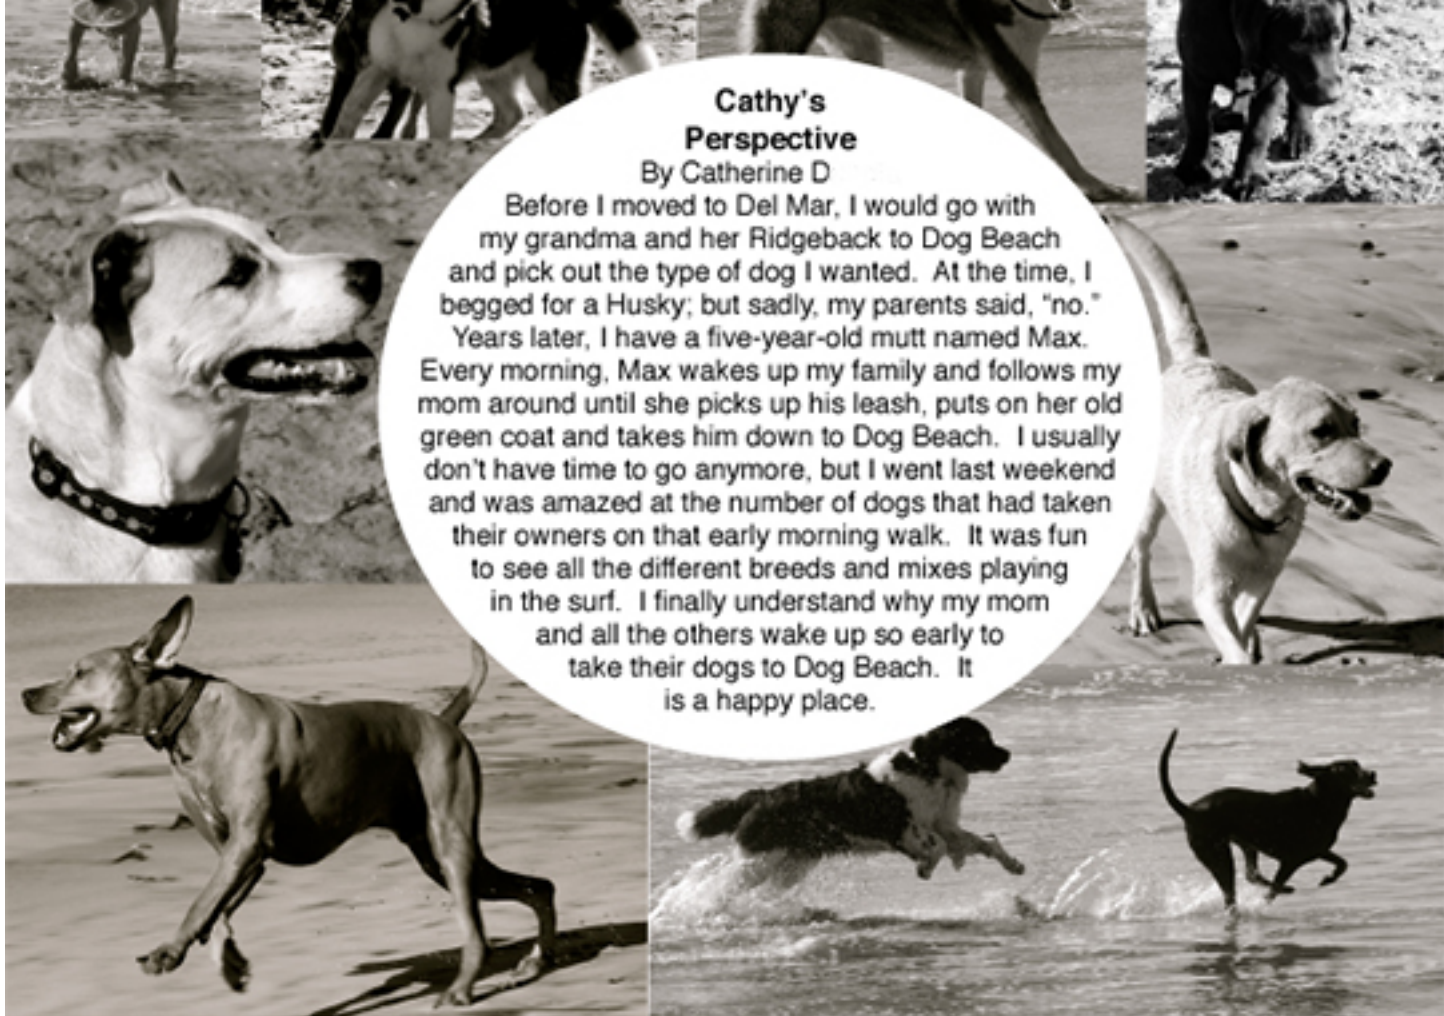 Cathy's
Perspective
By Catherine D
Before I moved to Del Mar, I would go with
my grandma and her Ridgeback to Dog Beach
and pick out the type of dog I wanted.  At the time, I
begged for a Husky; but sadly, my parents said, “no.”
Years later, I have a five-year-old mutt named Max.
Every morning, Max wakes up my family and follows my
mom around until she picks up his leash, puts on her old
green coat and takes him down to Dog Beach.  I usually
don't have time to go anymore, but I went last weekend
and was amazed at the number of dogs that had taken
their owners on that early morning walk.  It was fun
to see all the different breeds and mixes playing
in the surf.  I finally understand why my mom
and all the others wake up so early to
take their dogs to Dog Beach.  It
is a happy place.